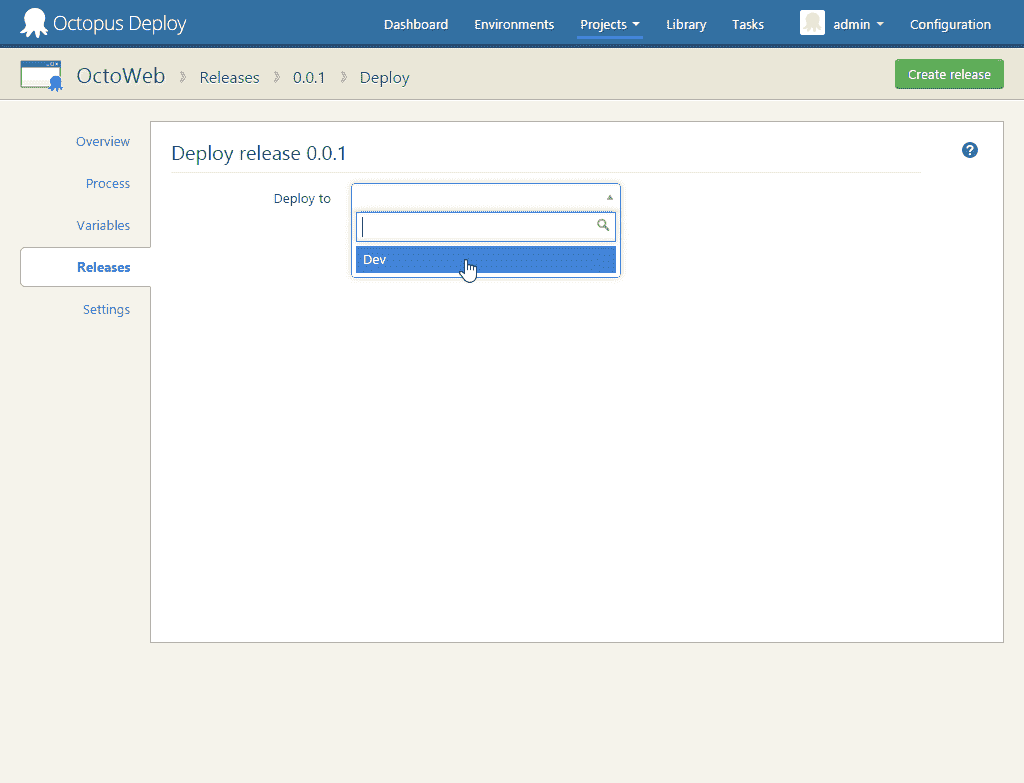 Octopus Deploy Dashboard Environments Projects Library Tasks admin Configuration
OctoWeb Releases 0.0.1 Deploy Create release
Overview
Process
Variables
Releases
Settings
Deploy release 0.0.1 ?
Deploy to
Dev